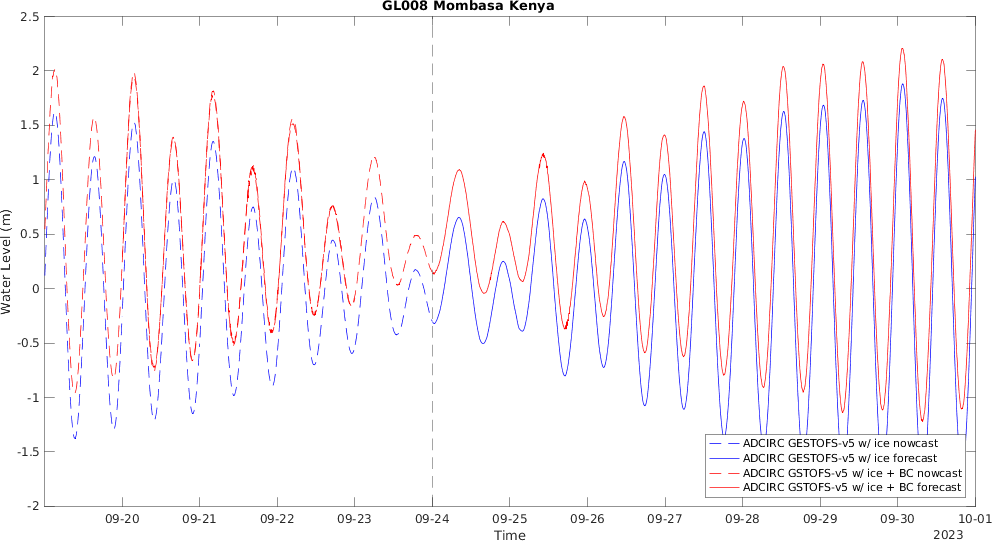 GL008 Mombasa Kenya
2.5
2
1.5
1
0.5
0
-0.5
-1
-1.5
-2
Water Level (m)
ADCIRC GESTOFS-v5 w/ ice nowcast
ADCIRC GESTOFS-v5 w/ ice forecast
ADCIRC GSTOFS-v5 w/ ice + BC nowcast
ADCIRC GSTOFS-v5 w/ ice + BC forecast
09-20 09-21 09-22 09-23 09-24 09-25 09-26 09-27 09-28 09-29 09-30 10-01
Time
2023